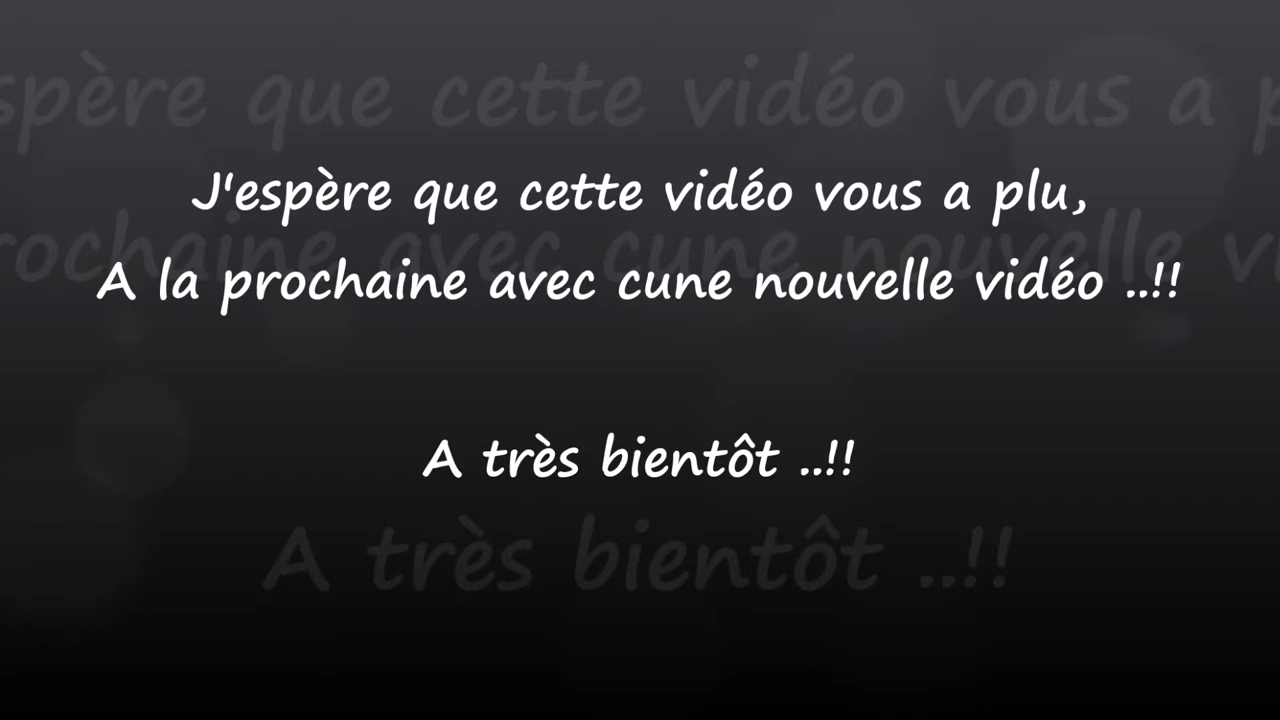 J'espère que cette vidéo vous a plu,
A la prochaine avec cune nouvelle vidéo ..!!
A très bientôt ..!!